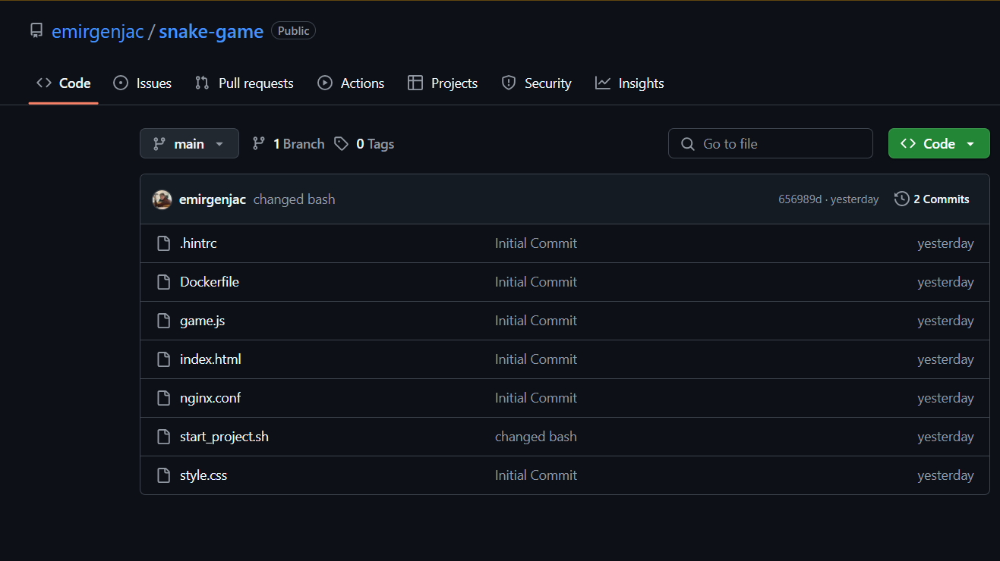 emirgenjac / snake-game Public
Code Issues Pull requests Actions Projects Security Insights
main 1 Branch 0 Tags Go to file Code
emirgenjac changed bash 656989d · yesterday 2 Commits
.hintrc Initial Commit yesterday
Dockerfile Initial Commit yesterday
game.js Initial Commit yesterday
index.html Initial Commit yesterday
nginx.conf Initial Commit yesterday
start_project.sh changed bash yesterday
style.css Initial Commit yesterday